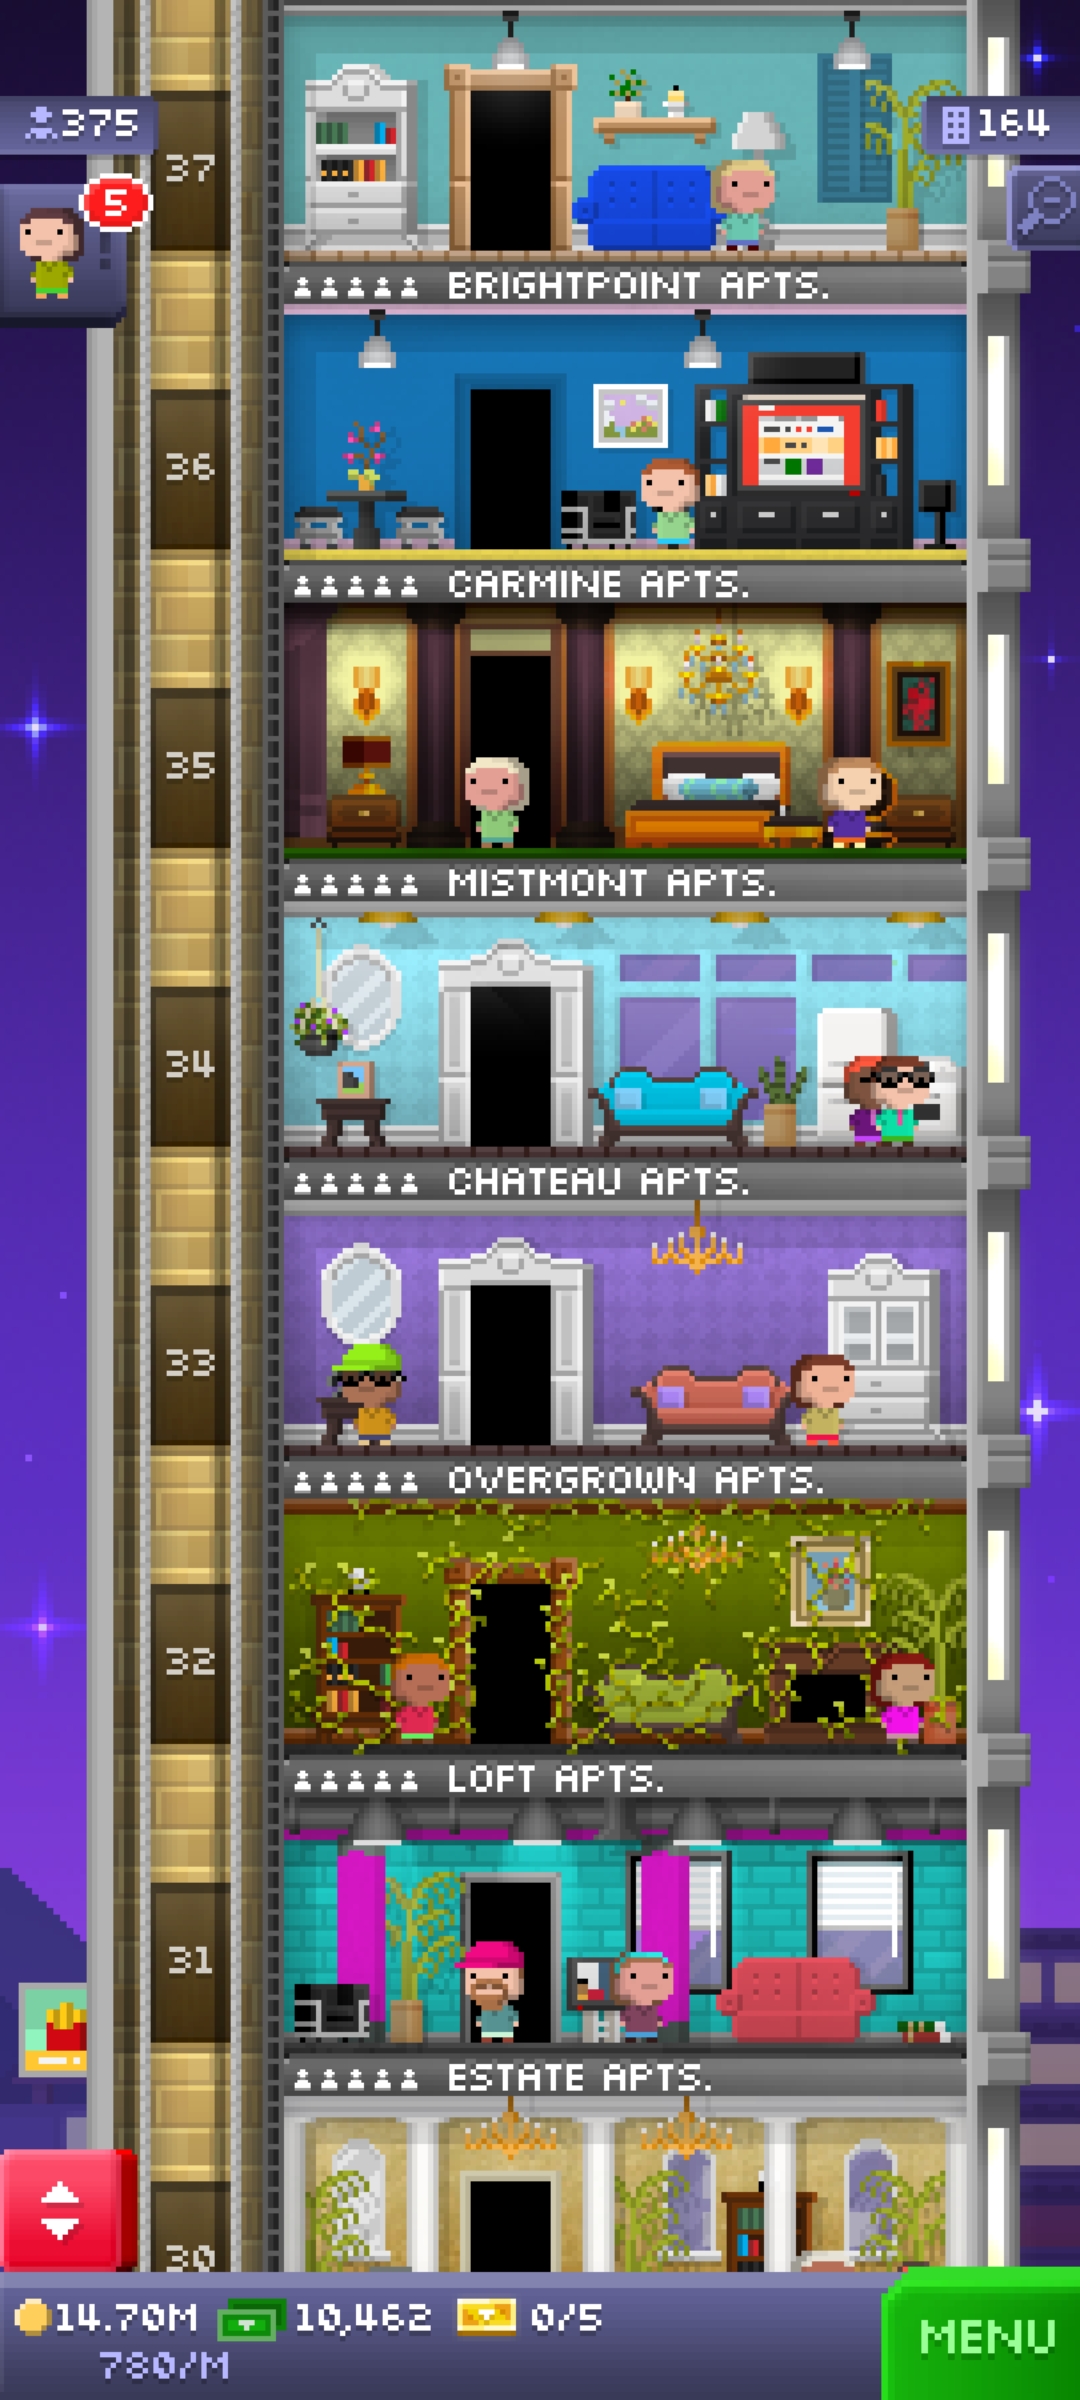 375
164
5
37
BRIGHTPOINT APTS.
36
CARMINE APTS.
35
MISTMONT APTS.
34
CHATEAU APTS.
33
OVERGROWN APTS.
32
LOFT APTS.
31
ESTATE APTS.
30
14.70M 10,462 0/5
780/M
MENU